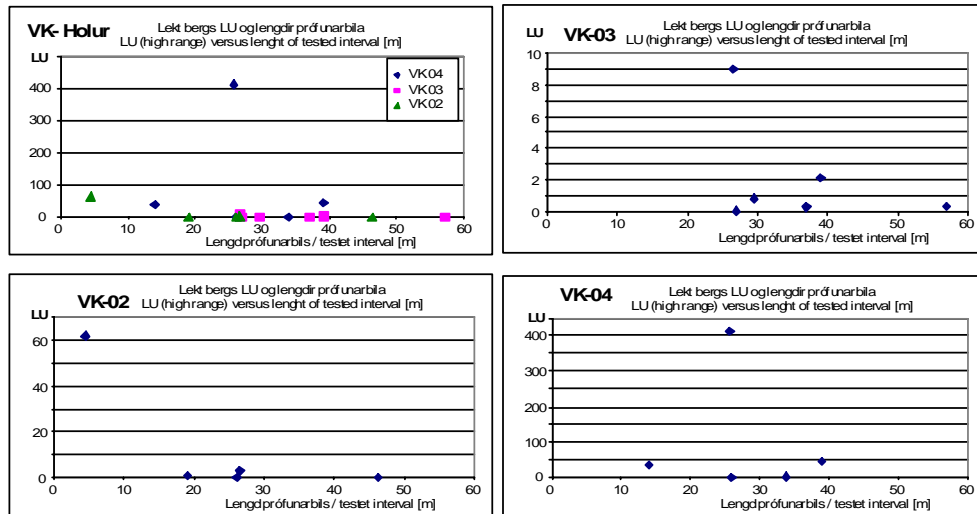 VK- Holur
Lekt bergs LU og lengdir prófunarbila
LU (high range) versus lenght of tested interval [m]
LU
400
300
200
100
0
VK04
VK03
VK02
0 10 20 30 40 50 60
Lengd prófunarbils / testet interval [m]
LU
VK-03
Lekt bergs LU og lengdir prófunarbila
LU (high range) versus lenght of tested interval [m]
10
8
6
4
2
0
0 10 20 30 40 50 60
Lengd prófunarbils / testet interval [m]
VK-02
Lekt bergs LU og lengdir prófunarbila
LU (high range) versus lenght of tested interval [m]
LU
60
40
20
0
0 10 20 30 40 50 60
Lengd prófunarbils / testet interval [m]
VK-04
Lekt bergs LU og lengdir prófunarbila
LU (high range) versus lenght of tested interval [m]
LU
400
300
200
100
0
0 10 20 30 40 50 60
Lengd prófunarbils / testet interval [m]